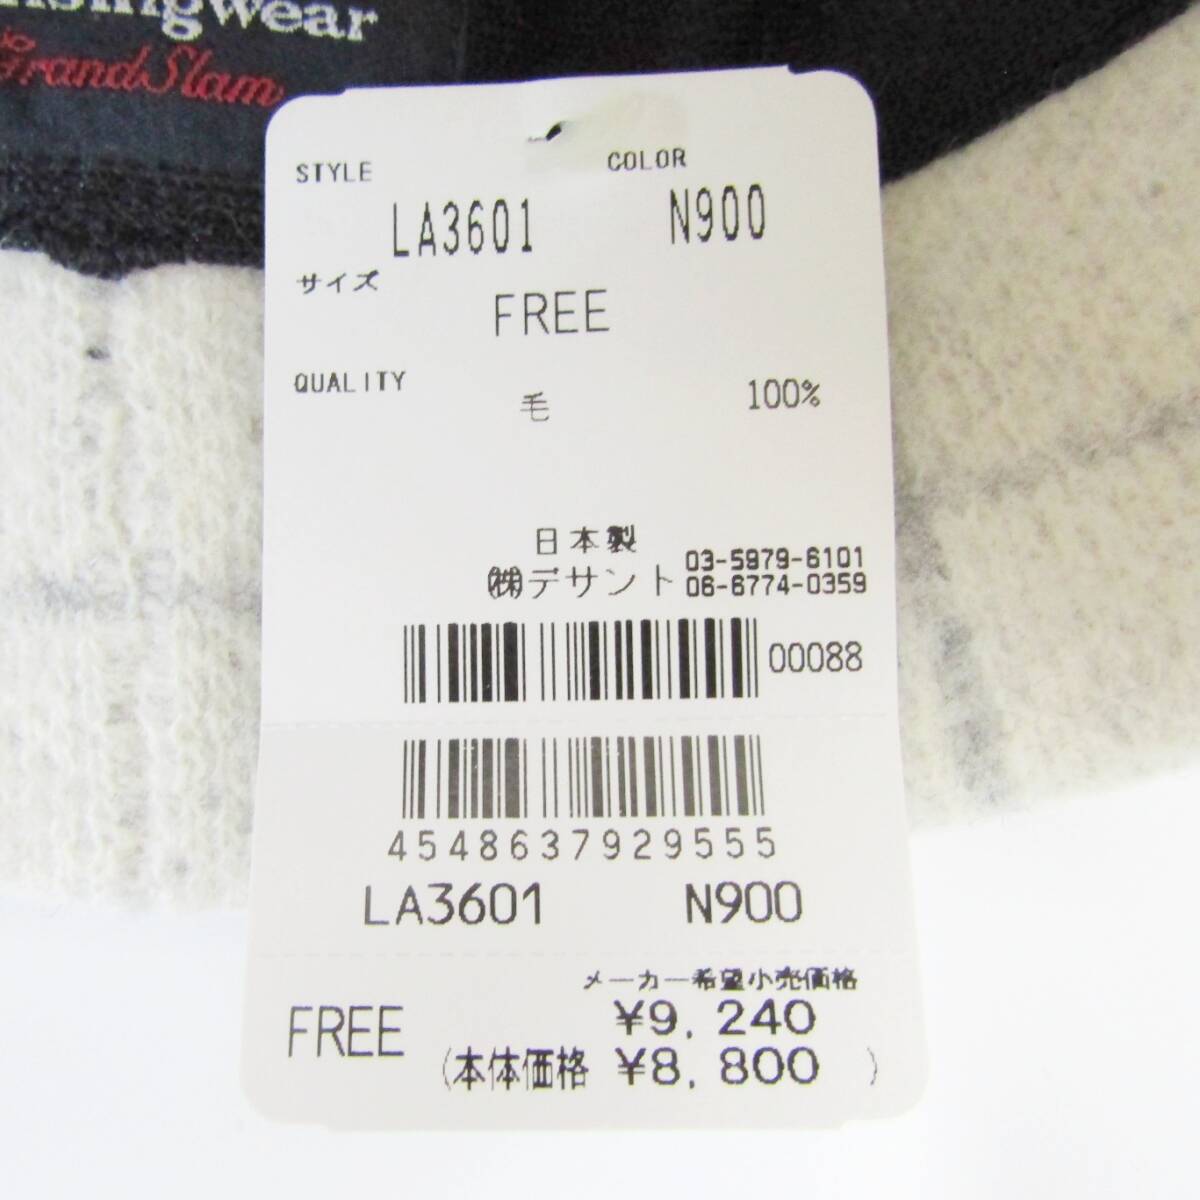 GrandSlam
STYLE COLOR
LA3601 N900
サイズ
FREE
QUALITY
毛 100%
日本製
㈱デサント 03-5979-6101
06-6774-0359
00088
4548637929555
LA3601 N900
メーカー希望小売価格
FREE ¥9,240
(本体価格 ¥8,800 )